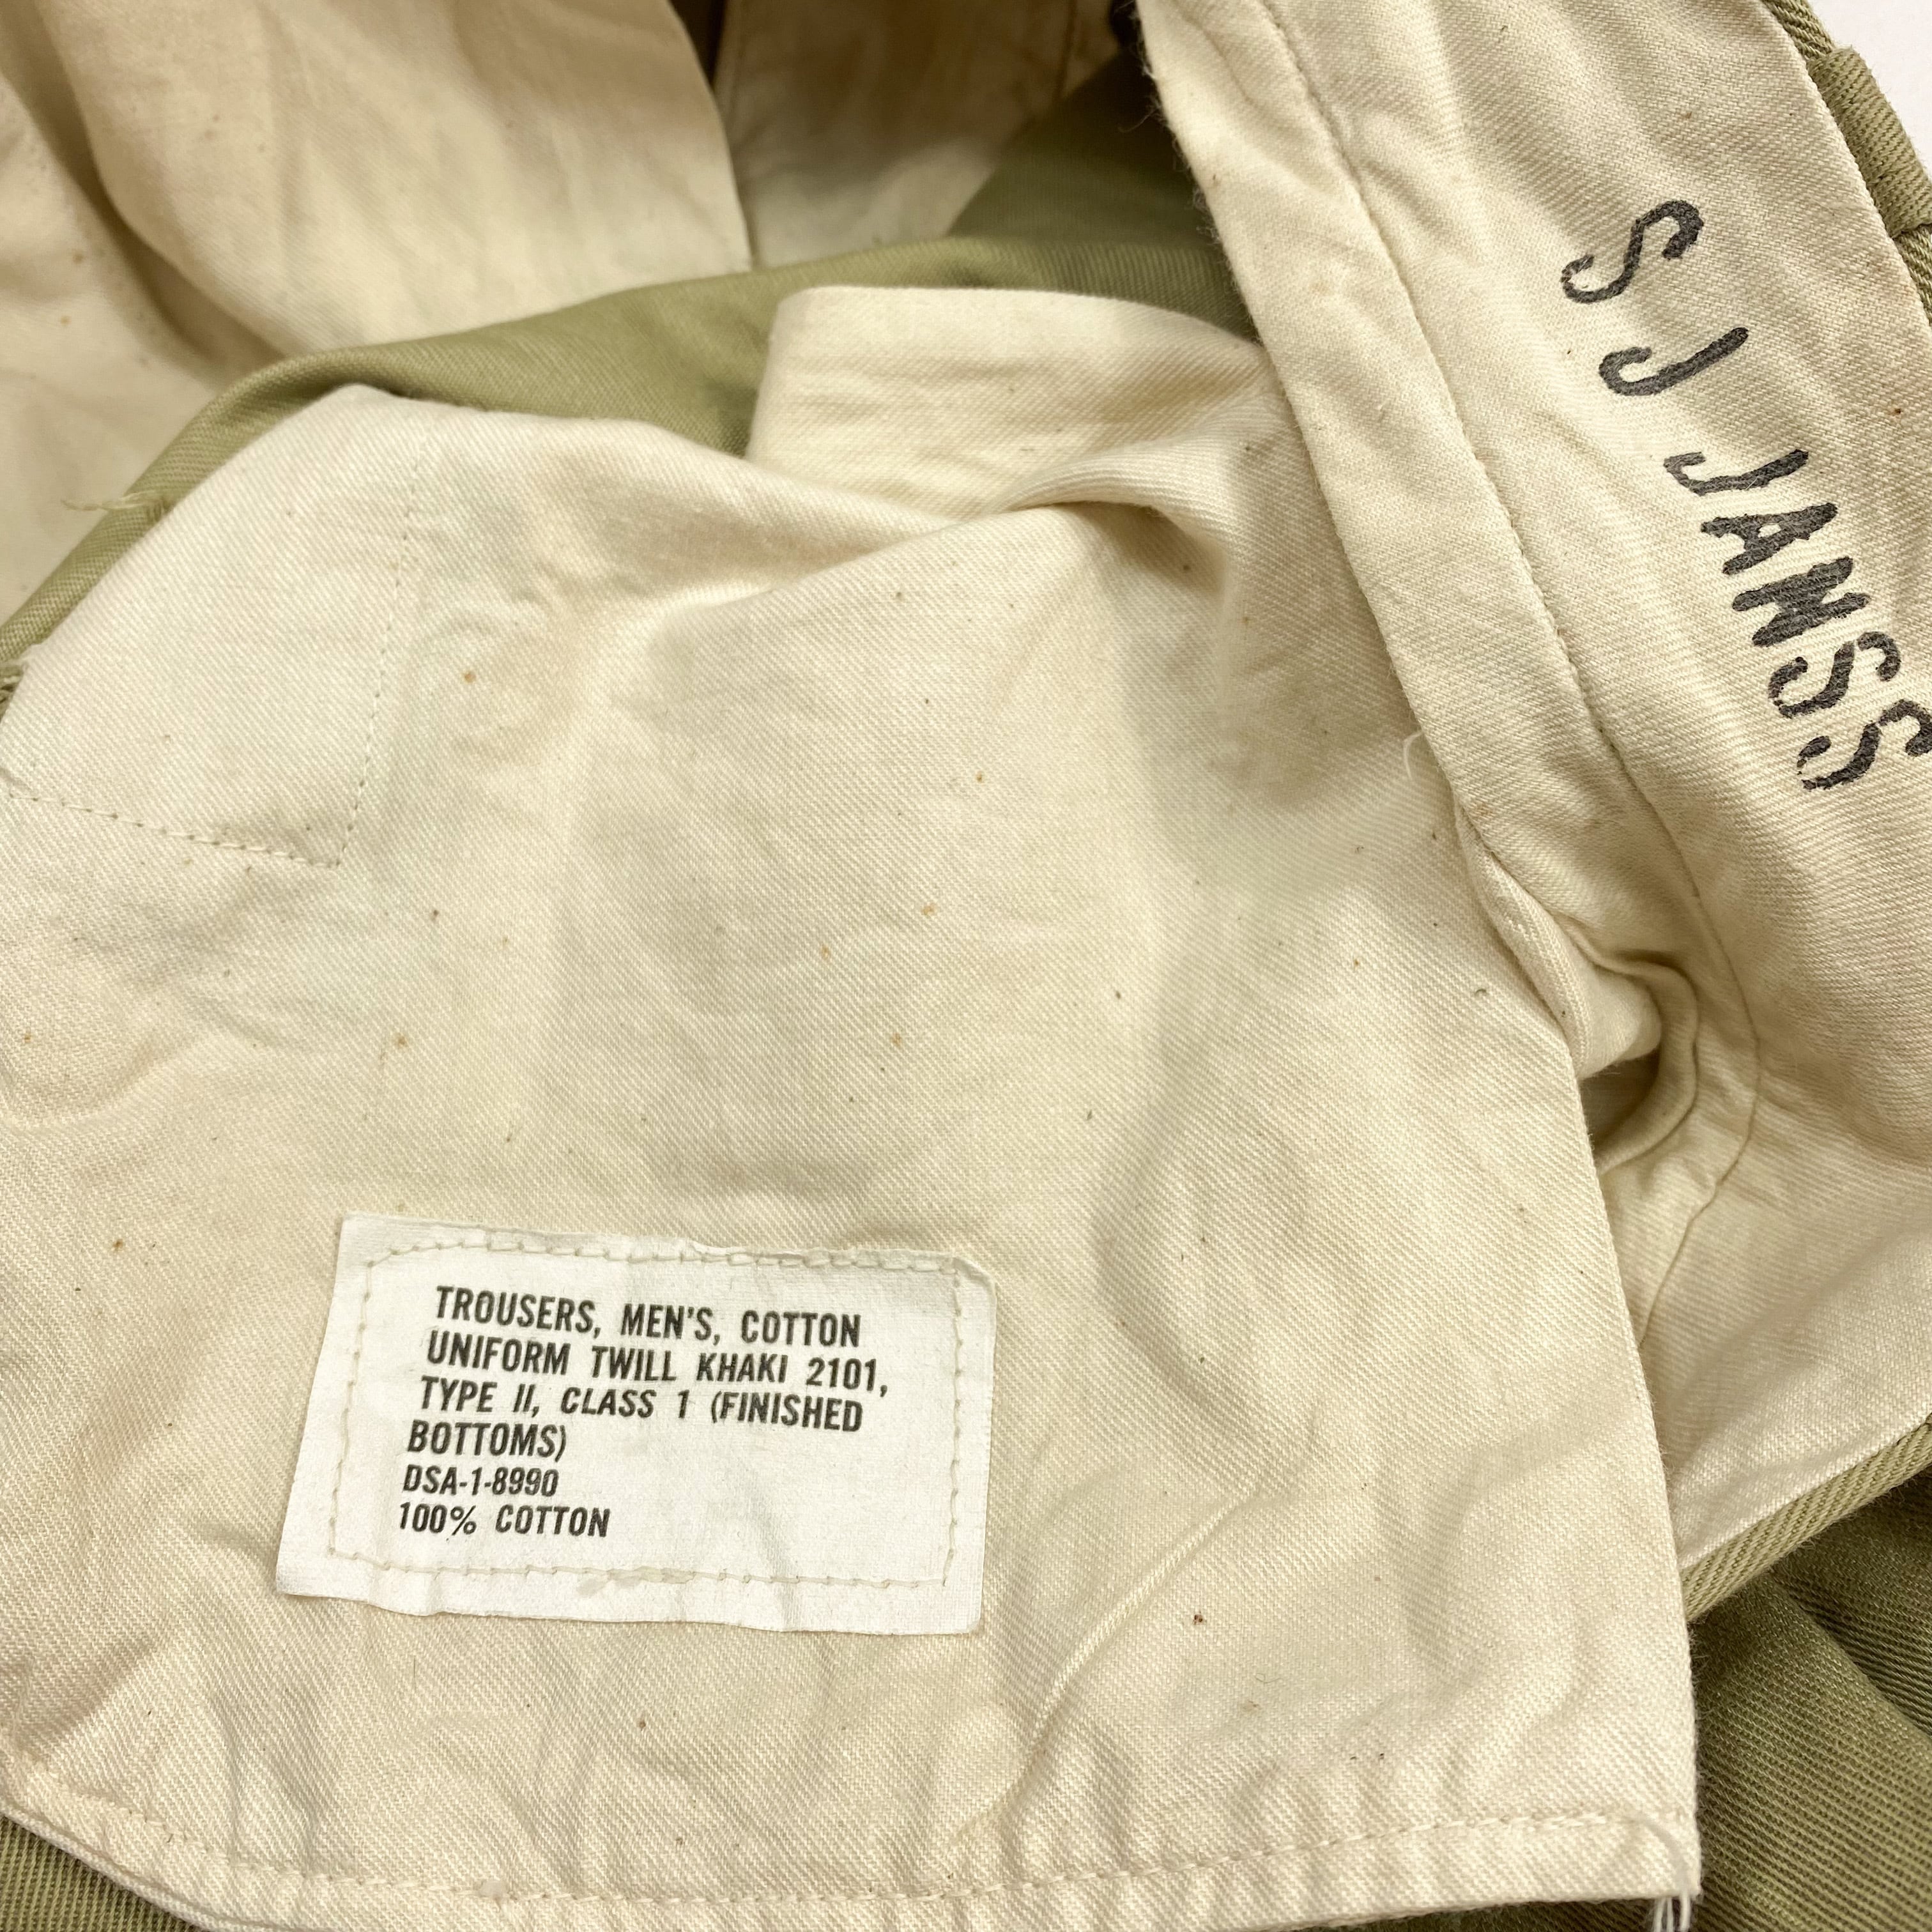 S J JANSS
TROUSERS, MEN'S, COTTON
UNIFORM TWILL KHAKI 2101,
TYPE II, CLASS 1 (FINISHED
BOTTOMS)
DSA-1-8990
100% COTTON